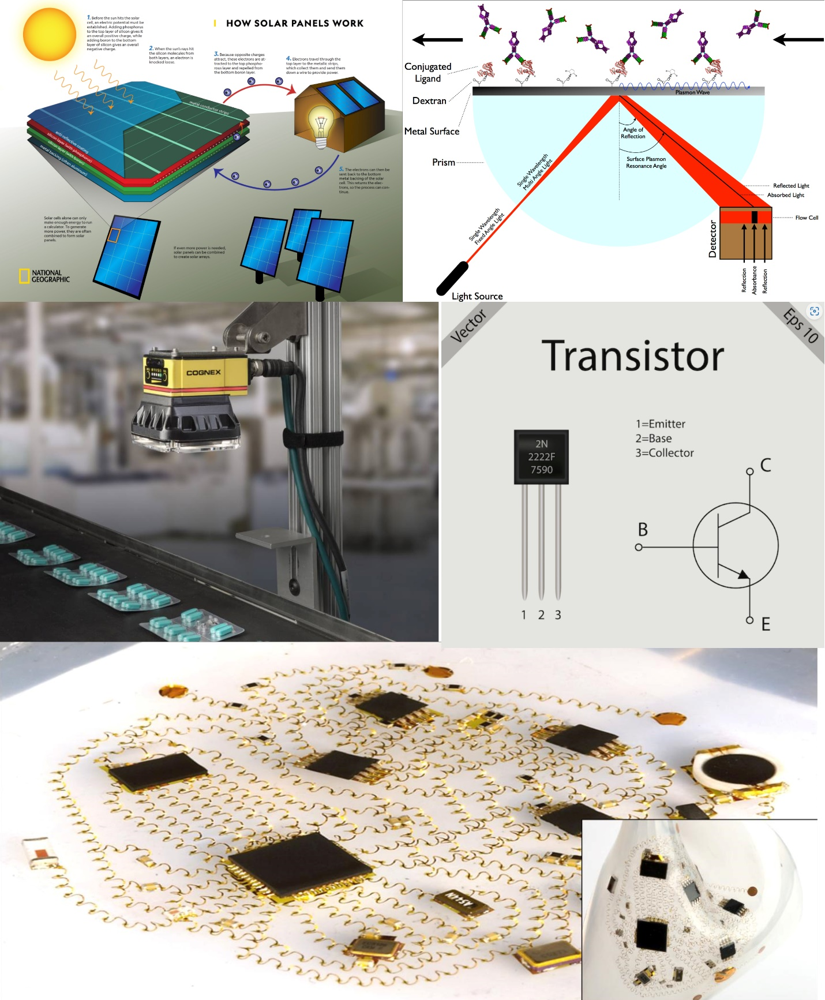 HOW SOLAR PANELS WORK
1. Before the sun hits the solar
cell, an electric potential must be
established. Adding phosphorus
to the top layer of silicon gives it
an overall positive charge, while
adding boron to the bottom
layer of silicon gives an overall
negative charge.
2. When the sun's rays hit
the silicon molecules from
both layers, an electron is
knocked loose.
3. Because opposite charges
attract, these electrons are at-
tracted to the top phospho-
rous layer and repelled from
the bottom boron layer.
4. Electrons travel through the
top layer to the metallic strips,
which collect them and send them
down a wire to provide power.
metal conductor strips
anti-reflective coating
silicon layer (with phosphorus)
silicon layer (with boron)
metal backing (often aluminum)
5. The electrons can then be
sent back to the bottom
metal backing of the solar
cell. This returns the elec-
trons, so the process can con-
tinue.
Solar cells alone can only
make enough energy to run
a calculator. To generate
more power, they are often
combined to form solar
panels.
If even more power is needed,
solar panels can be combined
to create solar arrays.
NATIONAL
GEOGRAPHIC
Conjugated
Ligand
Dextran
Metal Surface
Prism
Plasmon Wave
Angle of
Reflection
Surface Plasmon
Resonance Angle
Single Wavelength
Multi Angle Light
Single Wavelength
Fixed Angle Light
Reflected Light
Absorbed Light
Flow Cell
Detector
Reflection
Absorbance
Reflection
Light Source
COGNEX
Vector
Eps 10
Transistor
2N
2222F
7590
1=Emitter
2=Base
3=Collector
C
B
E
1 2 3
A544N